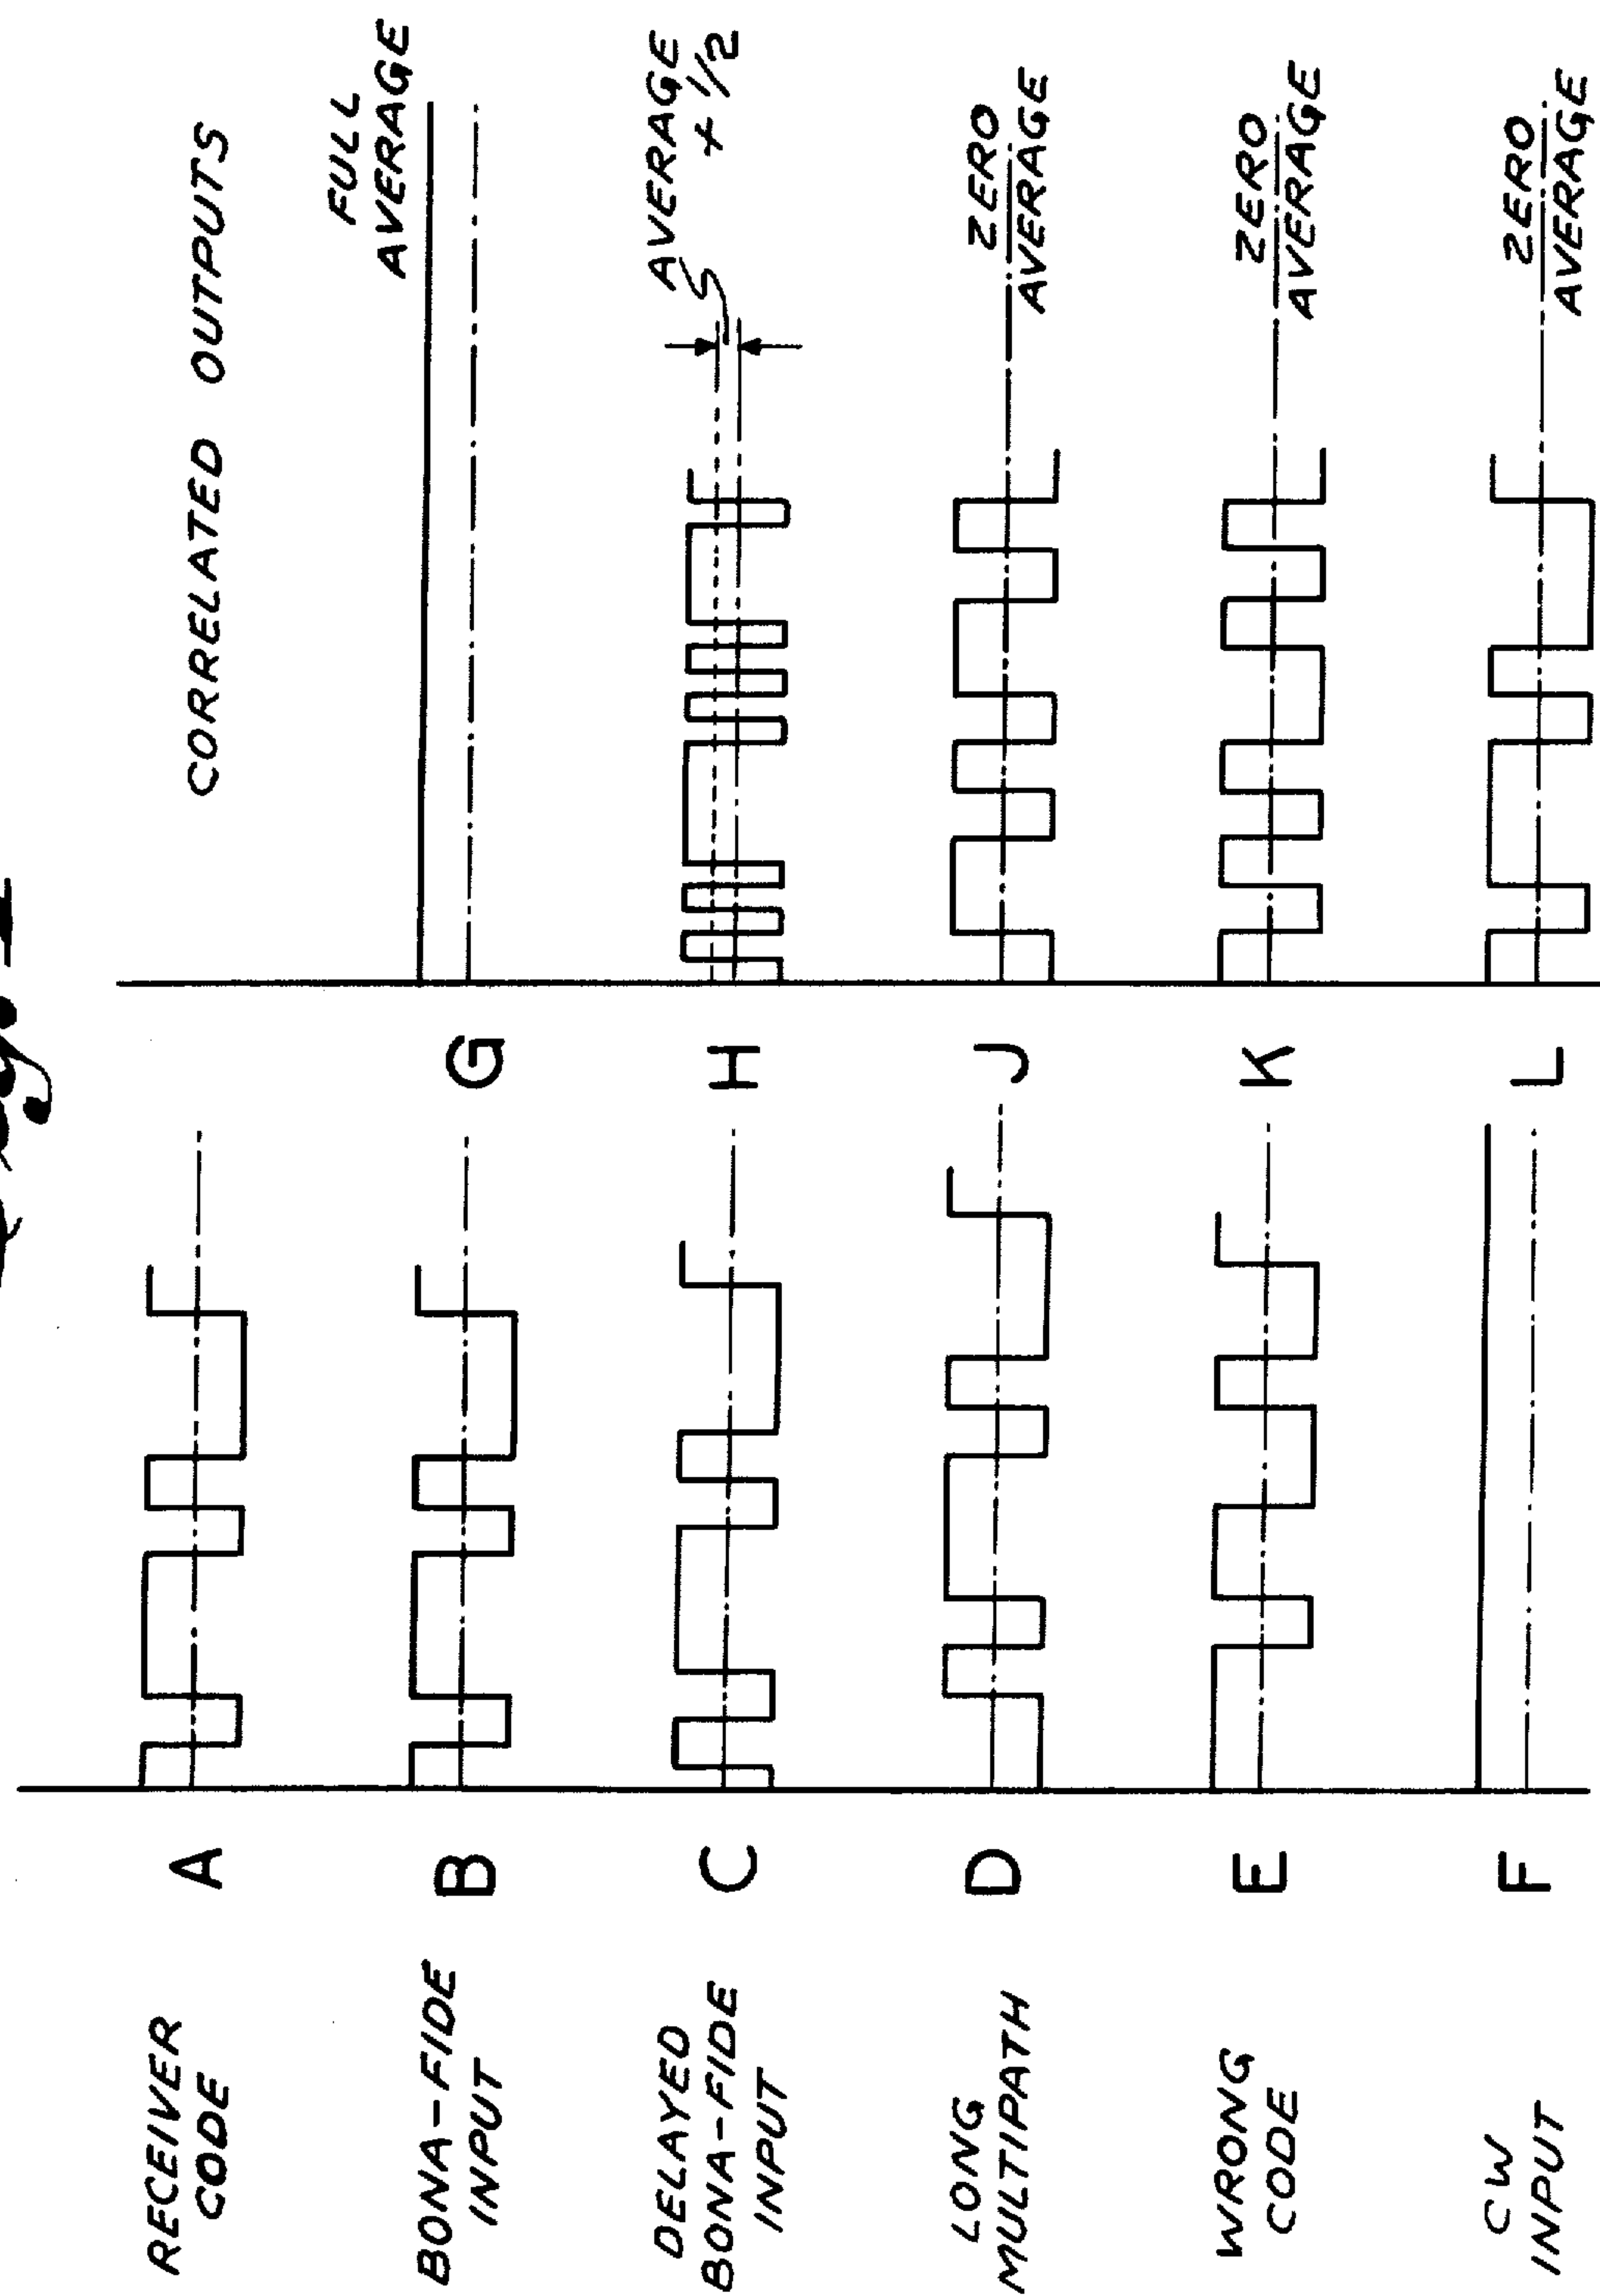 CORRELATED OUTPUTS
RECEIVER
CODE
A
BONA-FIDE
INPUT
B
G
FULL
AVERAGE
DELAYED
BONA-FIDE
INPUT
C
H
AVERAGE
+ 1/2
LONG
MULTIPATH
D
J
ZERO
AVERAGE
WRONG
CODE
E
K
ZERO
AVERAGE
CW
INPUT
F
L
ZERO
AVERAGE